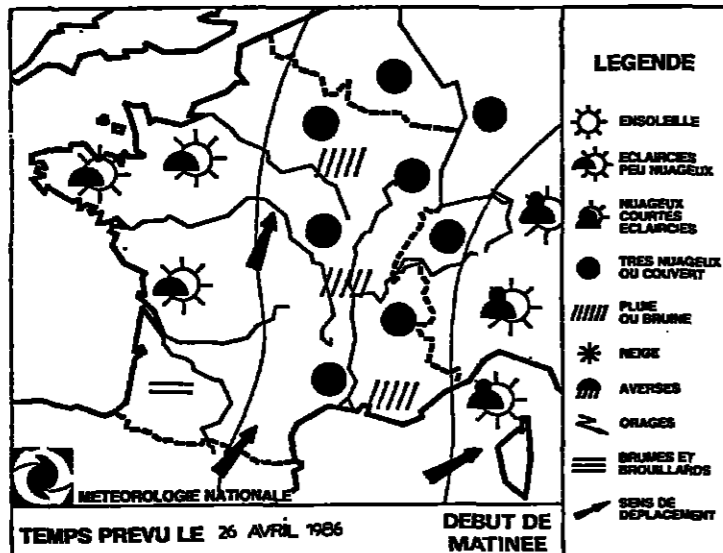 LEGENDE
ENSOLEILLE
ECLAIRCIES
PEU NUAGEUX
NUAGEUX
COURTES
ECLAIRCIES
TRES NUAGEUX
OU COUVERT
PLUIE
OU BRUINE
NEIGE
AVERSES
ORAGES
BRUMES ET
BROUILLARDS
SENS DE
DEPLACEMENT
METEOROLOGIE NATIONALE
TEMPS PREVU LE 26 AVRIL 1986
DEBUT DE
MATINEE